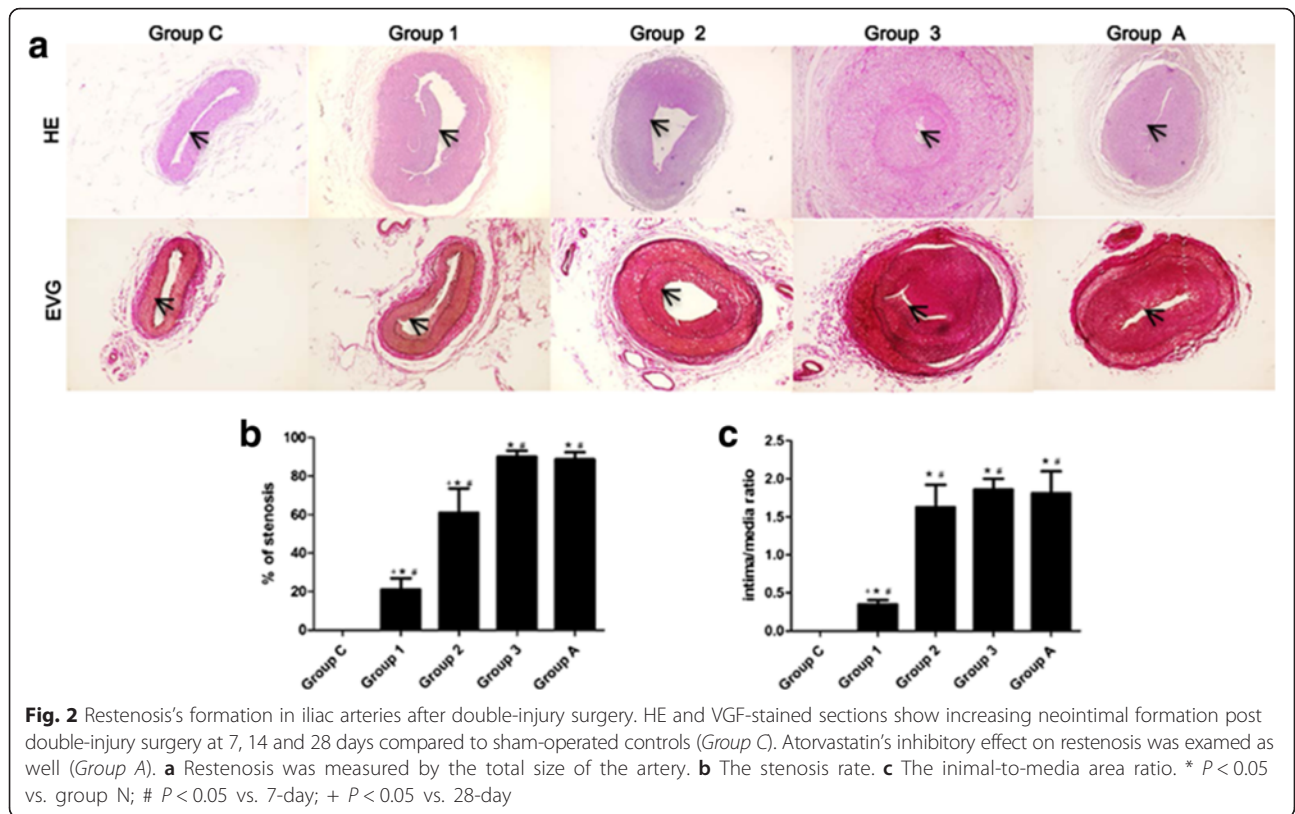 a
Group C
Group 1
Group 2
Group 3
Group A
HE
EVG
b
% of stenosis
100
80
60
40
20
0
+ * #
+ * #
* #
* #
Group C
Group 1
Group 2
Group 3
Group A
c
intima/media ratio
2.5
2.0
1.5
1.0
0.5
0.0
+ * #
* #
* #
* #
Group C
Group 1
Group 2
Group 3
Group A
Fig. 2 Restenosis's formation in iliac arteries after double-injury surgery. HE and VGF-stained sections show increasing neointimal formation post
double-injury surgery at 7, 14 and 28 days compared to sham-operated controls (Group C). Atorvastatin's inhibitory effect on restenosis was examed as
well (Group A). a Restenosis was measured by the total size of the artery. b The stenosis rate. c The inimal-to-media area ratio. * P < 0.05
vs. group N; # P < 0.05 vs. 7-day; + P < 0.05 vs. 28-day